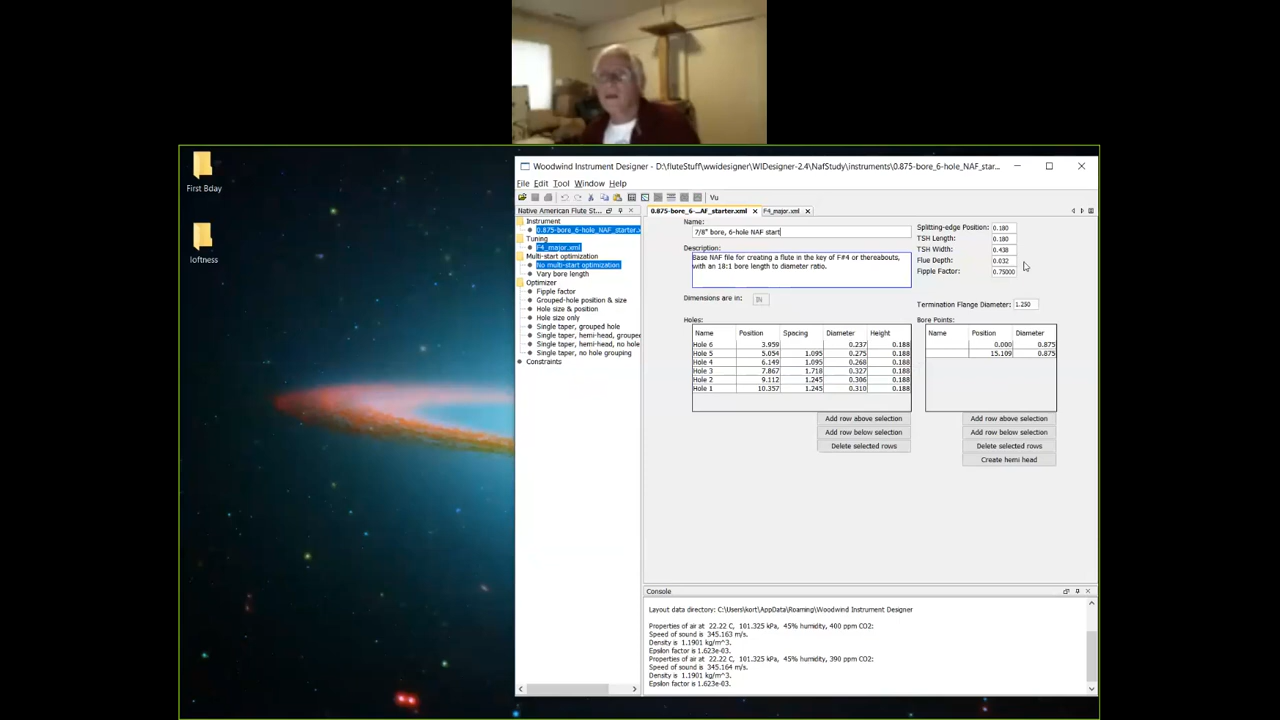 First Bday
loftness
Woodwind Instrument Designer - D:\fluteStuff\wwidesigner\WIDesigner-2.4\NafStudy\instruments\0.875-bore_6-hole_NAF_star...
File Edit Tool Window Help
Vu
Native American Flute St...
Instrument
0.875-bore_6-hole_NAF_starter.x
Tuning
F4_major.xml
Multi-start optimization
No multi-start optimization
Vary bore length
Optimizer
Fipple factor
Grouped-hole position & size
Hole size & position
Hole size only
Single taper, grouped hole
Single taper, hemi-head, groupe
Single taper, hemi-head, no hole
Single taper, no hole grouping
Constraints
0.875-bore_6-...AF_starter.xml F4_major.xml
Name:
7/8" bore, 6-hole NAF start
Description:
Base NAF file for creating a flute in the key of F#4 or thereabouts,
with an 18:1 bore length to diameter ratio.
Dimensions are in: IN
Splitting-edge Position: 0.180
TSH Length: 0.180
TSH Width: 0.438
Flue Depth: 0.032
Fipple Factor: 0.75000
Termination Flange Diameter: 1.250
Holes:
Name Position Spacing Diameter Height
Hole 6 3.959 0.237 0.188
Hole 5 5.054 1.095 0.275 0.188
Hole 4 6.149 1.095 0.268 0.188
Hole 3 7.867 1.718 0.327 0.188
Hole 2 9.112 1.245 0.306 0.188
Hole 1 10.357 1.245 0.310 0.188
Add row above selection
Add row below selection
Delete selected rows
Bore Points:
Name Position Diameter
0.000 0.875
15.109 0.875
Add row above selection
Add row below selection
Delete selected rows
Create hemi head
Console
Layout data directory: C:\Users\kort\AppData\Roaming\Woodwind Instrument Designer
Properties of air at 22.22 C, 101.325 kPa, 45% humidity, 400 ppm CO2:
Speed of sound is 345.163 m/s.
Density is 1.1901 kg/m^3.
Epsilon factor is 1.623e-03.
Properties of air at 22.22 C, 101.325 kPa, 45% humidity, 390 ppm CO2:
Speed of sound is 345.164 m/s.
Density is 1.1901 kg/m^3.
Epsilon factor is 1.623e-03.